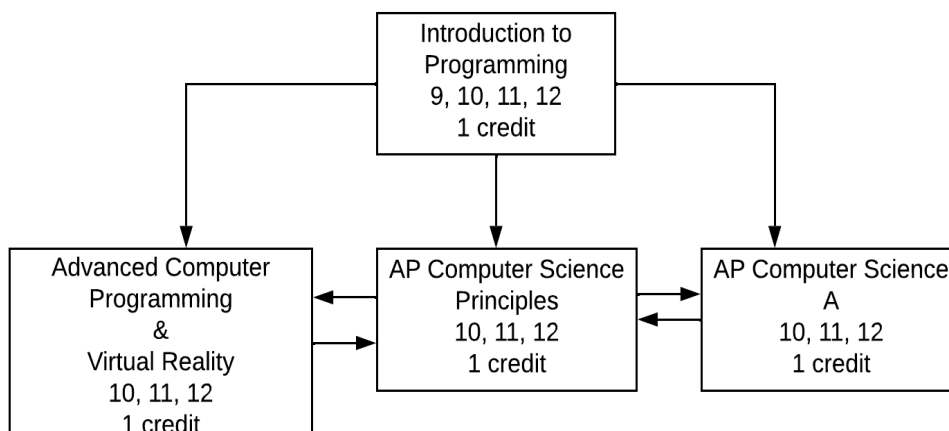 Introduction to
Programming
9, 10, 11, 12
1 credit
Advanced Computer
Programming
&
Virtual Reality
10, 11, 12
1 credit
AP Computer Science
Principles
10, 11, 12
1 credit
AP Computer Science
A
10, 11, 12
1 credit